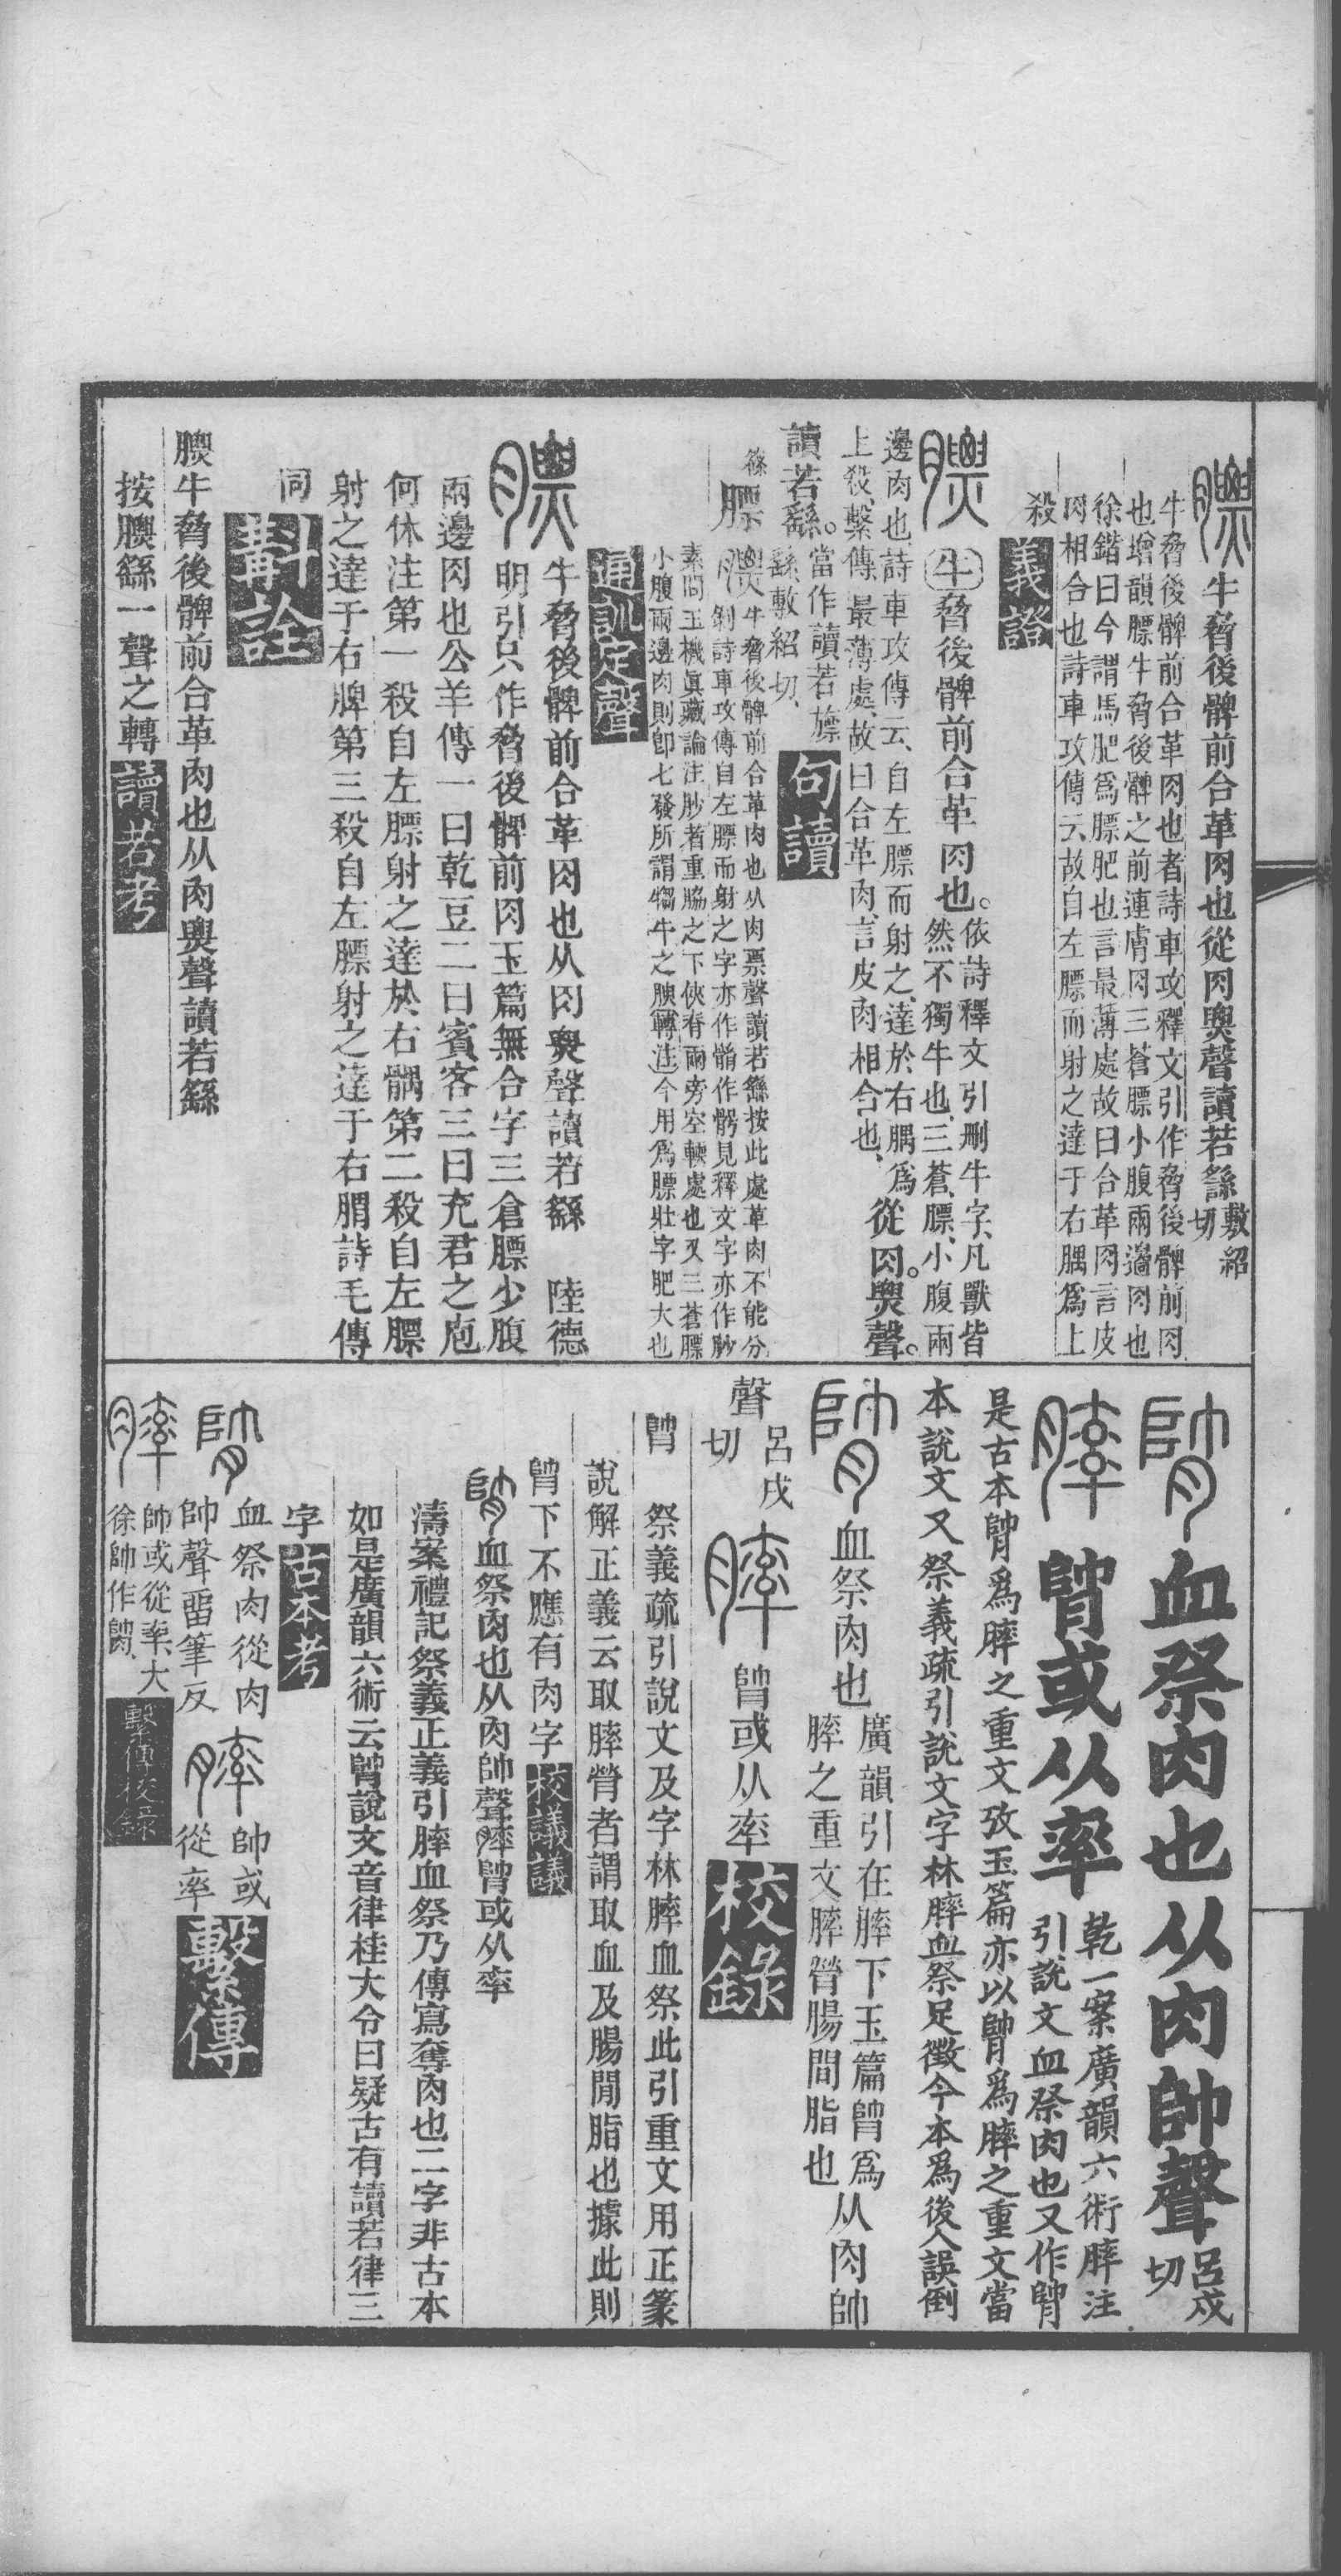 牛脅後髀前合革肉也從肉㶾聲讀若繇敷紹切
牛脅後髀前合革肉也者詩車攻釋文引作脅後髀前肉
也增韻膘牛脅後髀之前連膚肉三蒼膘小腹兩邊肉也
徐鍇曰今謂馬肥爲膘肥也言最薄處故曰合革肉言皮
肉相合也詩車攻傳云故自左膘而射之達于右腢爲上
殺
義證
牛脅後髀前合革肉也。
依詩釋文引刪牛字、凡獸皆
然、不獨牛也、三蒼、膘、小腹兩
邊肉也、詩車攻傳云、自左膘而射之、達於右腢、爲
上殺、繫傳、最薄處、故曰合革肉、言皮肉相合也、
從肉。㶾聲。
讀若繇。
當作讀若旚
繇敷紹切、
句讀
篠
膘
牛脅後髀前合革肉也从肉票聲讀若繇按此處革肉不能分
割詩車攻傳自左膘而射之字亦作髇作髎見釋文字亦作䏚
素問玉機眞藏論注䏚者重脇之下俠脊兩旁空輭處也又三蒼膘
小腹兩邊肉則卽七發所謂犓牛之腴轉注今用爲膘壯字肥大也
通訓定聲
牛脅後髀前合革肉也从肉㶾聲讀若繇 陸德
明引只作脅後髀前肉玉篇無合字三倉膘少腹
兩邊肉也公羊傳一曰乾豆二曰賓客三曰充君之庖
何休注第一殺自左膘射之達於右髃第二殺自左膘
射之達于右脾第三殺自左膘射之達于右䯚詩毛傳
同
斠詮
牛脅後髀前合革肉也从肉㶾聲讀若繇
按繇一聲之轉
讀若考
血祭肉也从肉帥聲呂戌切
膟
䘗或从率
乾一案廣韻六術膟注
引說文血祭肉也又作䘗
是古本䘗爲膟之重文攷玉篇亦以䘗爲膟之重文當
本說文又祭義疏引說文字林膟血祭足徵今本爲後人誤倒
血祭肉也
廣韻引在膟下玉篇䘗爲
膟之重文膟膋腸間脂也
从肉帥
聲
呂戌切
膟
䘗或从率
校錄
祭義疏引說文及字林膟血祭此引重文用正篆
說解正義云取膟膋者謂取血及腸閒脂也據此則
䘗下不應有肉字
校議議
血祭肉也从肉帥聲膟䘗或从率
濤案禮記祭義正義引膟血祭乃傳寫奪肉也二字非古本
如是廣韻六術云䘗說文音律桂大令曰疑古有讀若律三
字
古本考
血祭肉從肉
帥聲畱筆反
膟
帥或
從率
繫傳
膟
帥或從率、大
徐帥作䘗、
繫傳校錄